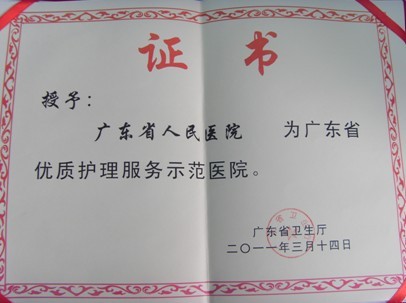 证书
授予：
广东省人民医院 为广东省
优质护理服务示范医院。
广东省卫生厅
二〇一一年三月十四日